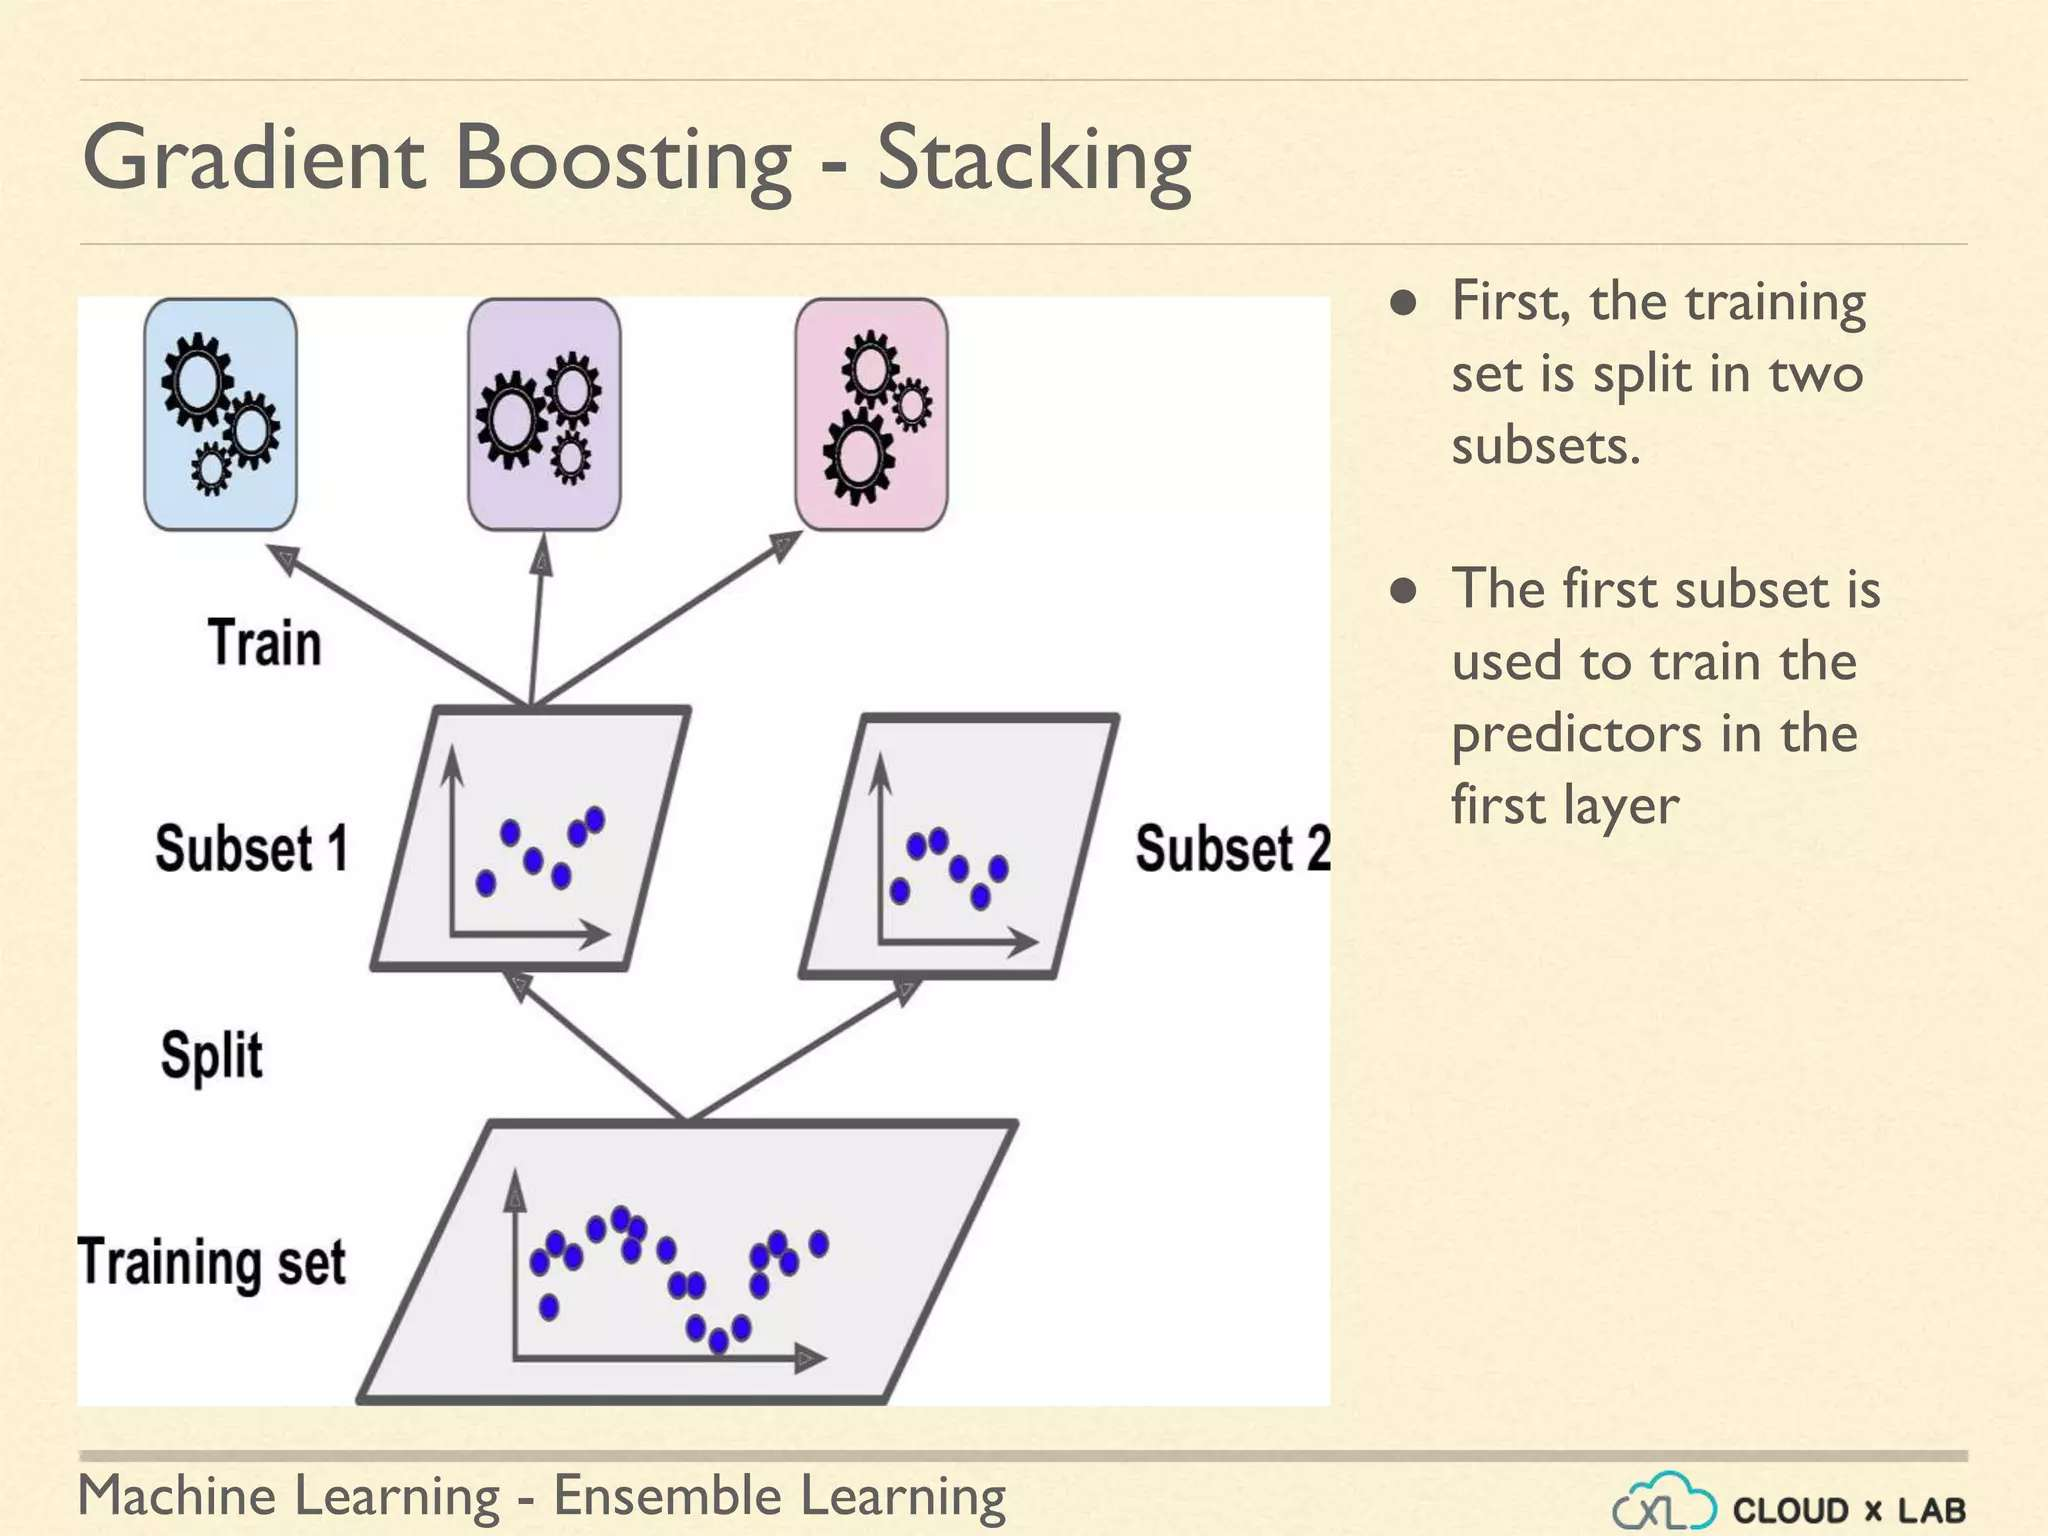 Gradient Boosting - Stacking
● First, the training
set is split in two
subsets.
● The first subset is
used to train the
predictors in the
first layer
Train
Subset 1
Subset 2
Split
Training set
Machine Learning - Ensemble Learning
CXL CLOUD x LAB